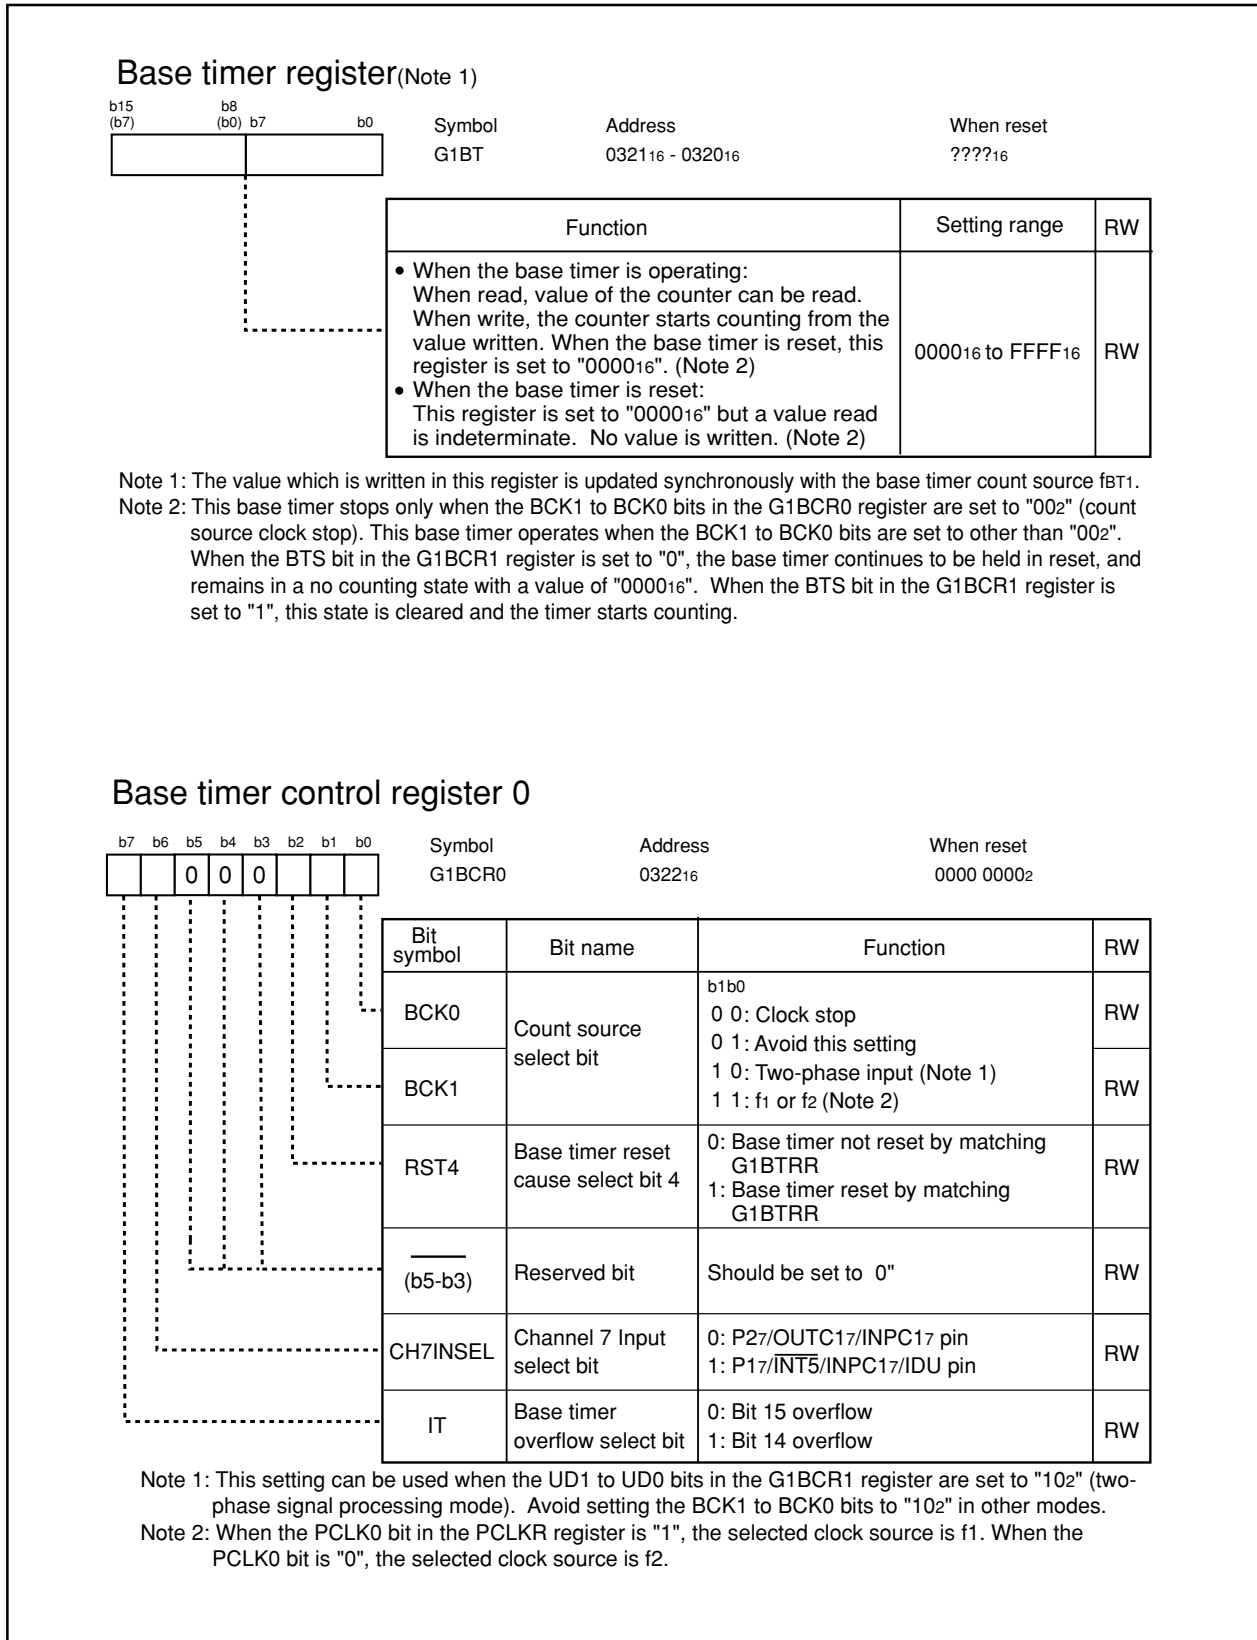 Base timer register(Note 1)
b15 b8
(b7) (b0) b7 b0
Symbol Address When reset
G1BT 032116 - 032016 ????16
Function Setting range RW
• When the base timer is operating:
When read, value of the counter can be read.
When write, the counter starts counting from the
value written. When the base timer is reset, this
register is set to "000016". (Note 2)
• When the base timer is reset:
This register is set to "000016" but a value read
is indeterminate. No value is written. (Note 2)
000016 to FFFF16 RW
Note 1: The value which is written in this register is updated synchronously with the base timer count source fBT1.
Note 2: This base timer stops only when the BCK1 to BCK0 bits in the G1BCR0 register are set to "002" (count
source clock stop). This base timer operates when the BCK1 to BCK0 bits are set to other than "002".
When the BTS bit in the G1BCR1 register is set to "0", the base timer continues to be held in reset, and
remains in a no counting state with a value of "000016". When the BTS bit in the G1BCR1 register is
set to "1", this state is cleared and the timer starts counting.
Base timer control register 0
b7 b6 b5 b4 b3 b2 b1 b0
0 0 0
Symbol Address When reset
G1BCR0 032216 0000 00002
Bit
symbol
Bit name Function RW
BCK0
BCK1
Count source
select bit
b1b0
0 0: Clock stop
0 1: Avoid this setting
1 0: Two-phase input (Note 1)
1 1: f1 or f2 (Note 2)
RW
RW
RST4
Base timer reset
cause select bit 4
0: Base timer not reset by matching
G1BTRR
1: Base timer reset by matching
G1BTRR
RW
(b5-b3) Reserved bit Should be set to 0" RW
CH7INSEL
Channel 7 Input
select bit
0: P27/OUTC17/INPC17 pin
1: P17/INT5/INPC17/IDU pin
RW
IT
Base timer
overflow select bit
0: Bit 15 overflow
1: Bit 14 overflow
RW
Note 1: This setting can be used when the UD1 to UD0 bits in the G1BCR1 register are set to "102" (two-
phase signal processing mode). Avoid setting the BCK1 to BCK0 bits to "102" in other modes.
Note 2: When the PCLK0 bit in the PCLKR register is "1", the selected clock source is f1. When the
PCLK0 bit is "0", the selected clock source is f2.